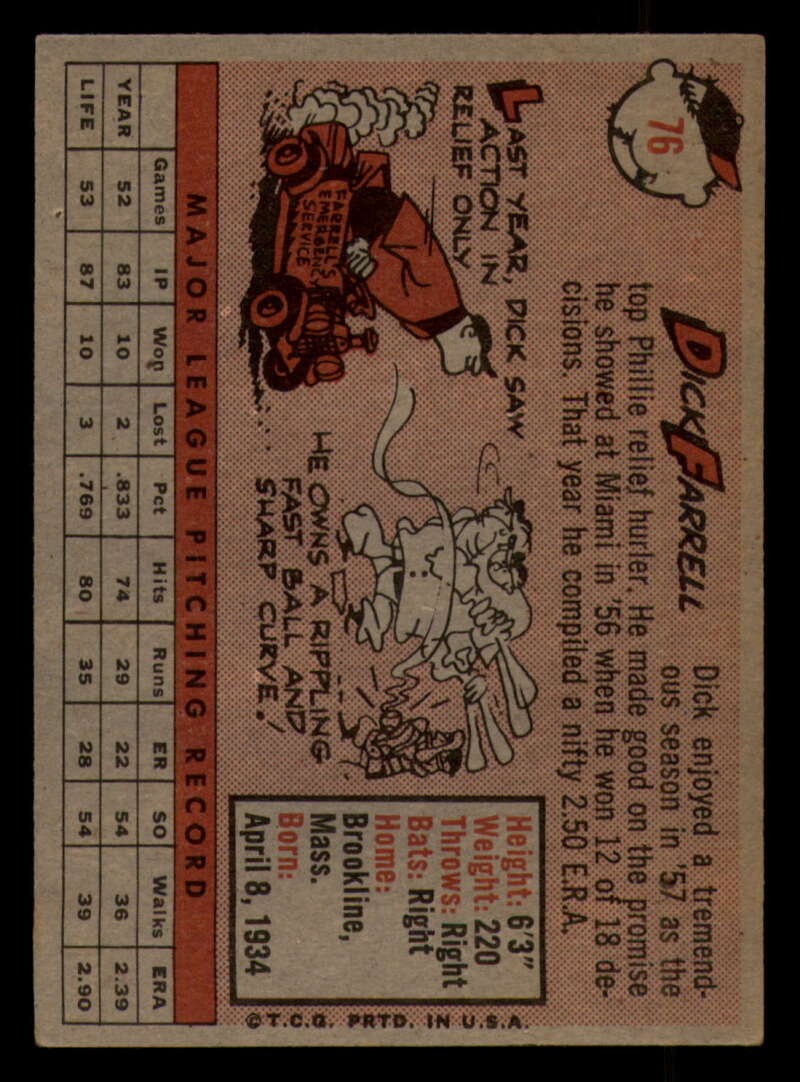 76
DICK FARRELL
Dick enjoyed a tremend-
ous season in '57 as the
top Phillie relief hurler. He made good on the promise
he showed at Miami in '56 when he won 12 of 18 de-
cisions. That year he compiled a nifty 2.50 E.R.A.
LAST YEAR, DICK SAW
ACTION IN
RELIEF ONLY
FARRELL'S
EMERGENCY
SERVICE
HE OWNS A RIPPLING
FAST BALL AND
SHARP CURVE!
Height: 6'3"
Weight: 220
Throws: Right
Bats: Right
Home:
Brookline,
Mass.
Born:
April 8, 1934
MAJOR LEAGUE PITCHING RECORD
Games IP Won Lost Pct Hits Runs ER SO Walks ERA
YEAR 52 83 10 2 .833 74 29 22 54 36 2.39
LIFE 53 87 10 3 .769 80 35 28 54 39 2.90
©T.C.G. PRTD. IN U.S.A.